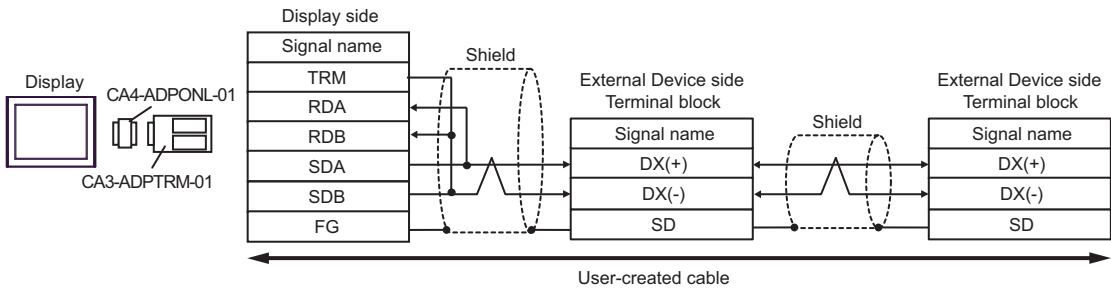 Display
CA4-ADPONL-01
CA3-ADPTRM-01
Display side
Signal name
TRM
RDA
RDB
SDA
SDB
FG
Shield
External Device side
Terminal block
Signal name
DX(+)
DX(-)
SD
Shield
External Device side
Terminal block
Signal name
DX(+)
DX(-)
SD
User-created cable